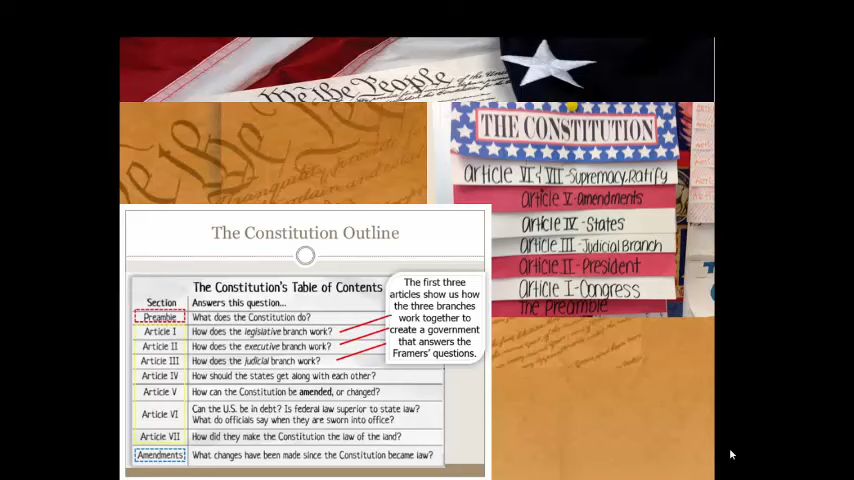 We the People
We the People
THE CONSTITUTION
article VI & VII-Supremacy,Ratify
article V-amendments
article IV-States
article III-Judicial Branch
article II-President
article I-Congress
The Preamble
The Constitution Outline
The Constitution's Table of Contents
Section Answers this question...
Preamble What does the Constitution do?
Article I How does the legislative branch work?
Article II How does the executive branch work?
Article III How does the judicial branch work?
Article IV How should the states get along with each other?
Article V How can the Constitution be amended, or changed?
Article VI Can the U.S. be in debt? Is federal law superior to state law?
What do officials say when they are sworn into office?
Article VII How did they make the Constitution the law of the land?
Amendments What changes have been made since the Constitution became law?
The first three
articles show us how
the three branches
work together to
create a government
that answers the
Framers' questions.